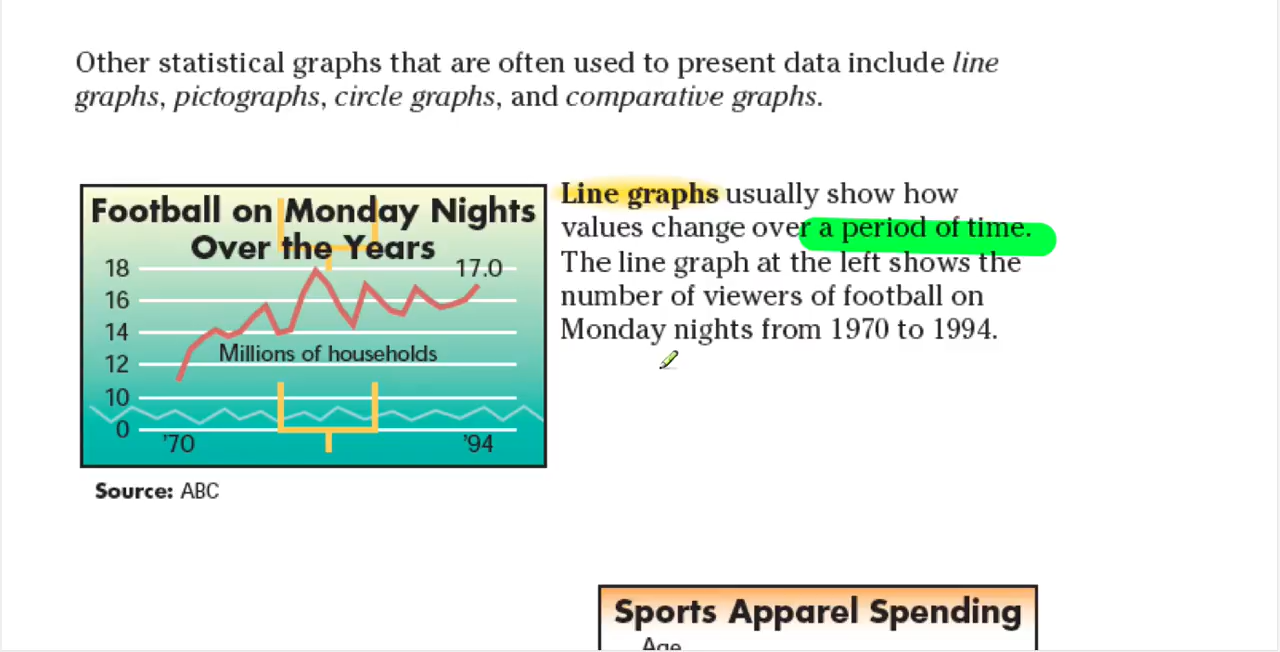 Other statistical graphs that are often used to present data include line
graphs, pictographs, circle graphs, and comparative graphs.
Football on Monday Nights
Over the Years
18
17.0
16
14
Millions of households
12
10
0
'70
'94
Source: ABC
Line graphs usually show how
values change over a period of time.
The line graph at the left shows the
number of viewers of football on
Monday nights from 1970 to 1994.
Sports Apparel Spending
Age